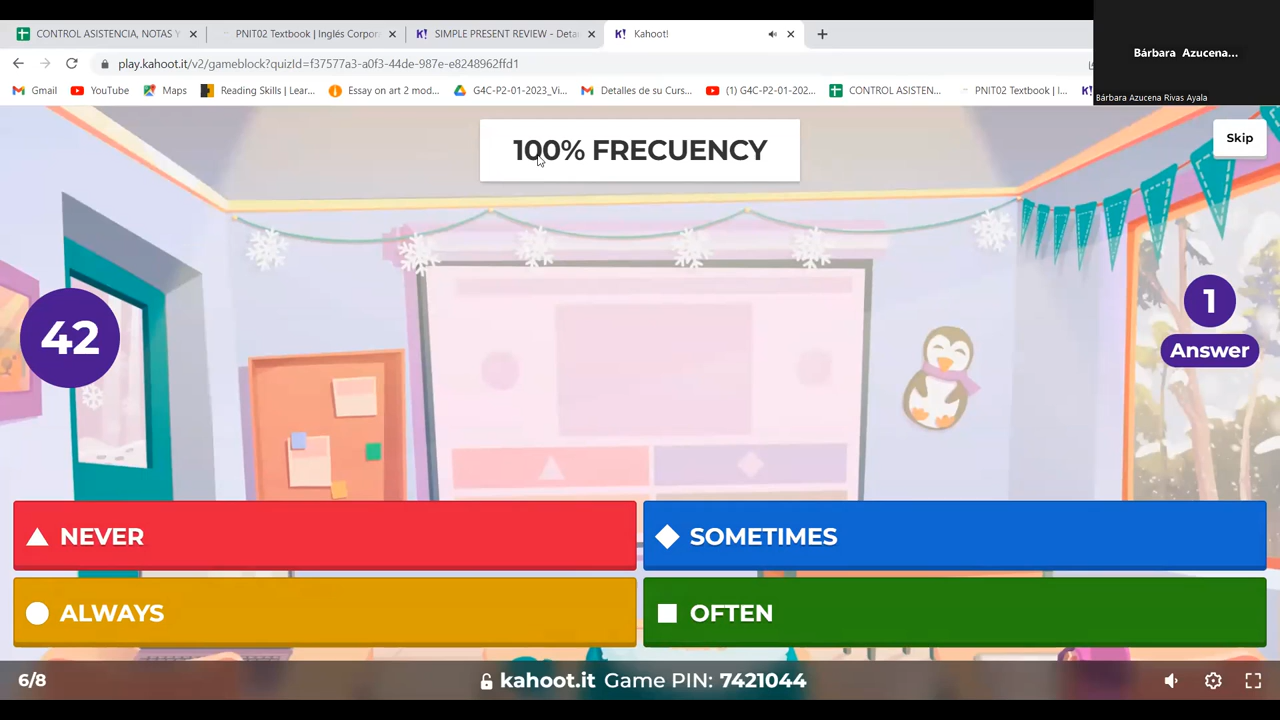 CONTROL ASISTENCIA, NOTAS Y
PNIT02 Textbook | Inglés Corpor
SIMPLE PRESENT REVIEW - Deta
Kahoot!
play.kahoot.it/v2/gameblock?quizId=f37577a3-a0f3-44de-987e-e8248962ffd1
Gmail
YouTube
Maps
Reading Skills | Lear...
Essay on art 2 mod...
G4C-P2-01-2023_Vi...
Detalles de su Curs...
(1) G4C-P2-01-202...
CONTROL ASISTEN...
PNIT02 Textbook | I...
Bárbara Azucena...
Bárbara Azucena Rivas Ayala
100% FRECUENCY
Skip
42
1
Answer
NEVER
SOMETIMES
ALWAYS
OFTEN
6/8
kahoot.it Game PIN: 7421044